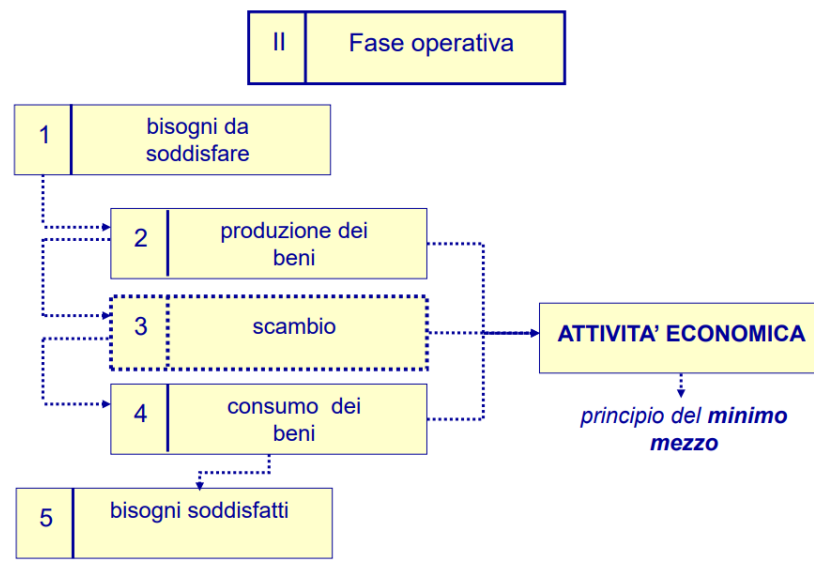 II Fase operativa
1 bisogni da
soddisfare
2 produzione dei
beni
3 scambio
4 consumo dei
beni
5 bisogni soddisfatti
ATTIVITA’ ECONOMICA
principio del minimo
mezzo